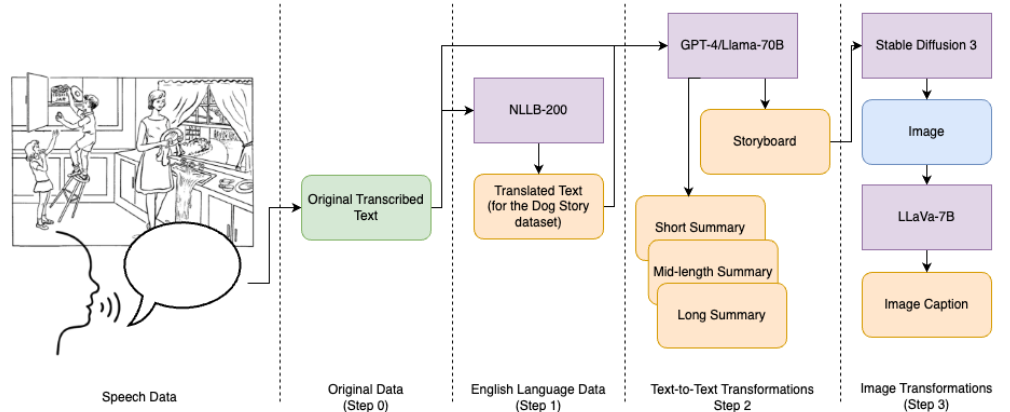 GPT-4/Llama-70B
Stable Diffusion 3
NLLB-200
Storyboard
Image
Original Transcribed
Text
Translated Text
(for the Dog Story
dataset)
LLaVa-7B
Short Summary
Mid-length Summary
Long Summary
Image Caption
Speech Data
Original Data
(Step 0)
English Language Data
(Step 1)
Text-to-Text Transformations
Step 2
Image Transformations
(Step 3)